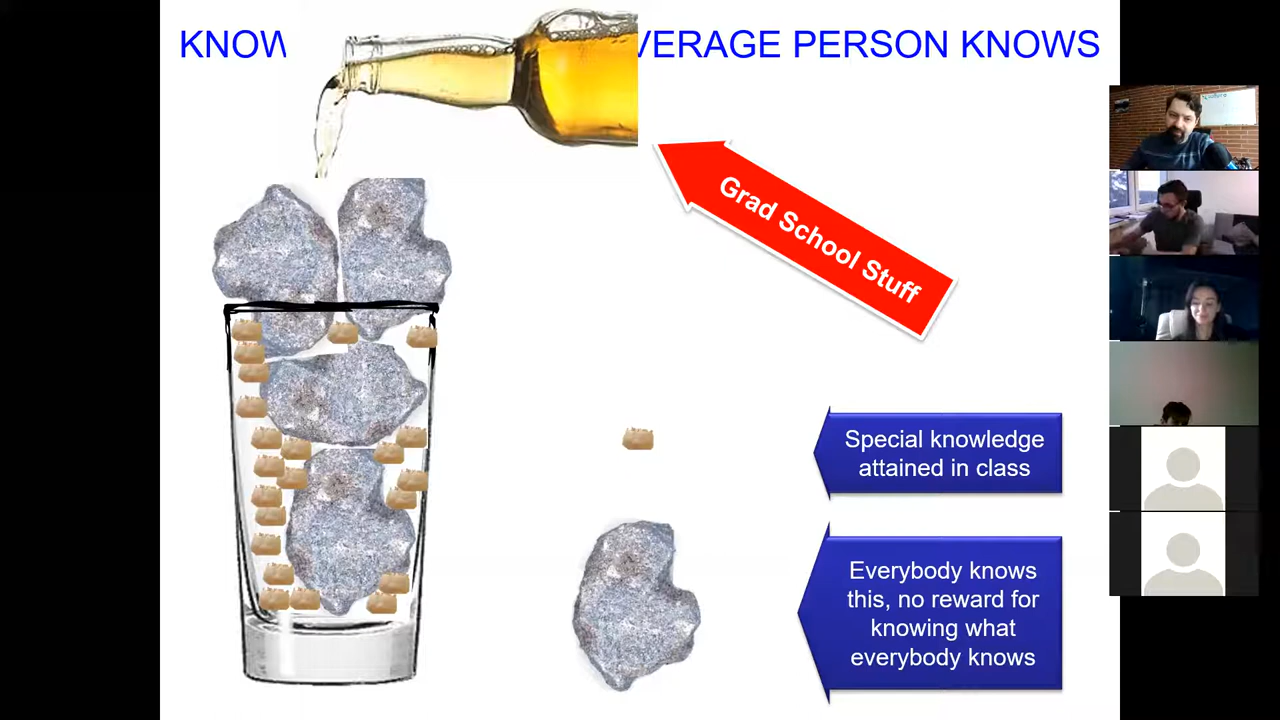 KNOW VERAGE PERSON KNOWS
Grad School Stuff
Special knowledge
attained in class
Everybody knows
this, no reward for
knowing what
everybody knows